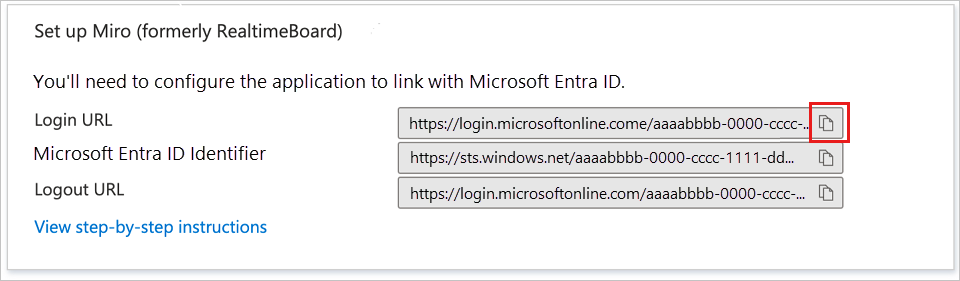 Set up Miro (formerly RealtimeBoard)
You'll need to configure the application to link with Microsoft Entra ID.
Login URL https://login.microsoftonline.come/aaaabbbb-0000-cccc-...
Microsoft Entra ID Identifier https://sts.windows.net/aaaabbbb-0000-cccc-1111-dd...
Logout URL https://login.microsoftonline.com/aaaabbbb-0000-cccc-...
View step-by-step instructions